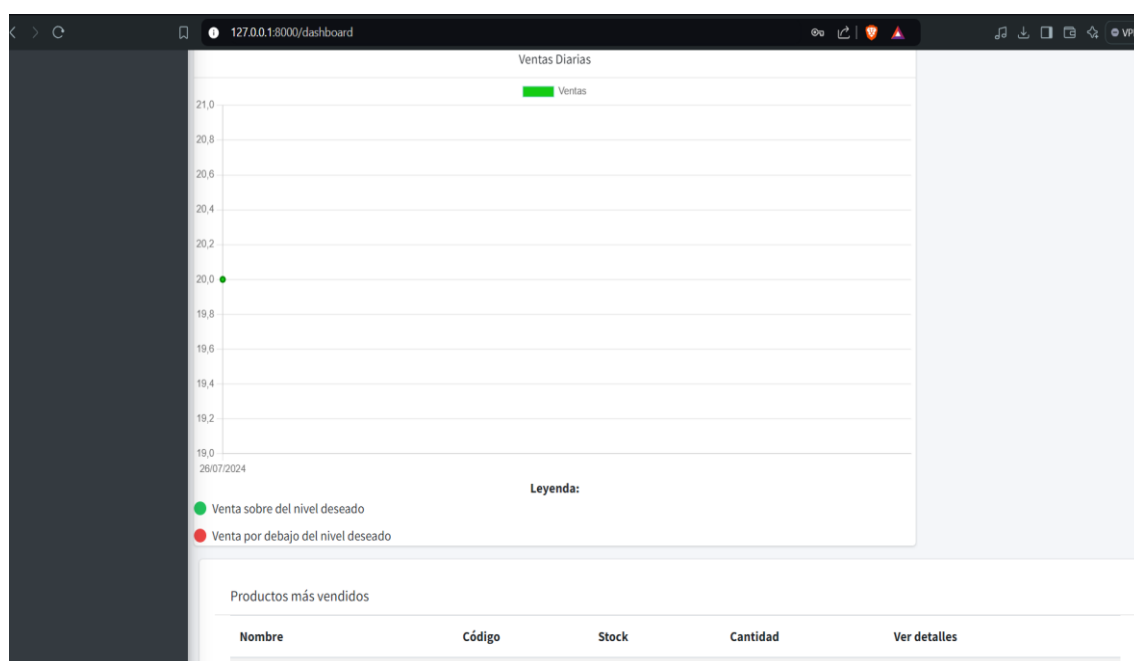 127.0.0.1:8000/dashboard
VP
Ventas Diarias
Ventas
21,0
20,8
20,6
20,4
20,2
20,0
19,8
19,6
19,4
19,2
19,0
26/07/2024
Leyenda:
Venta sobre del nivel deseado
Venta por debajo del nivel deseado
Productos más vendidos
Nombre Código Stock Cantidad Ver detalles